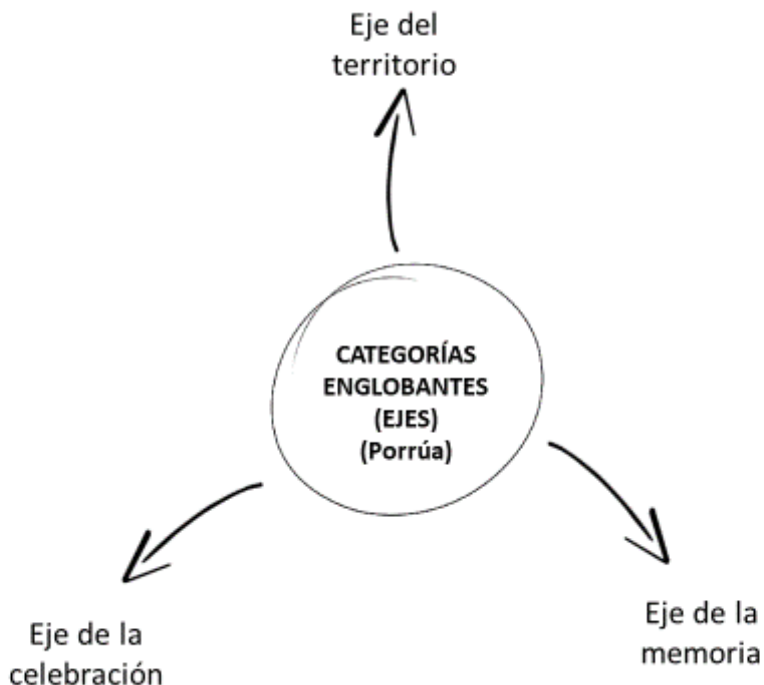 Eje del
territorio
CATEGORÍAS
ENGLOBANTES
(EJES)
(Porrúa)
Eje de la
celebración
Eje de la
memoria